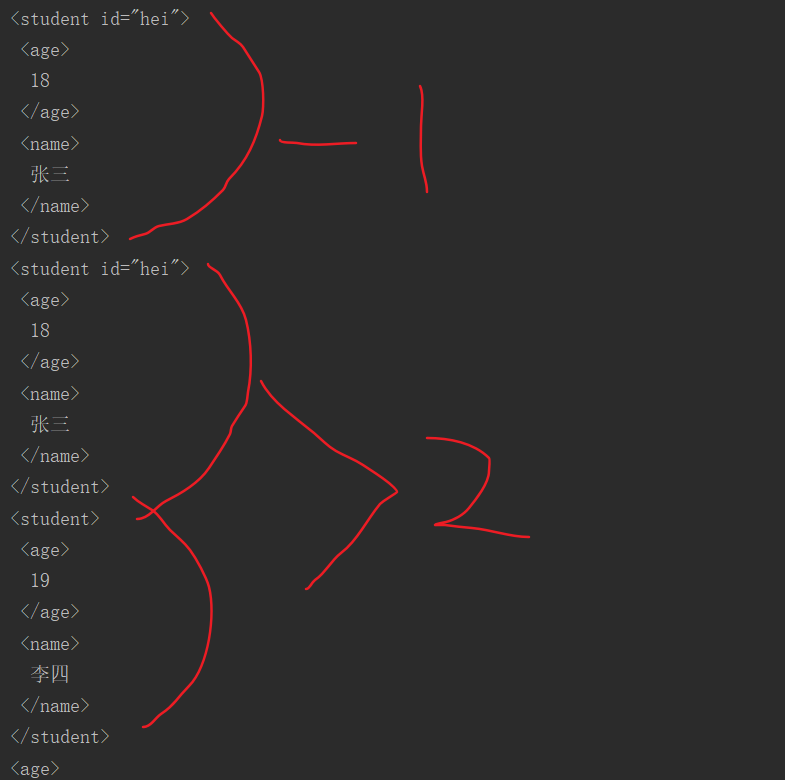 <student id="hei">
<age>
18
</age>
<name>
张三
</name>
</student>
<student id="hei">
<age>
18
</age>
<name>
张三
</name>
</student>
<student>
<age>
19
</age>
<name>
李四
</name>
</student>
<age>
1
2